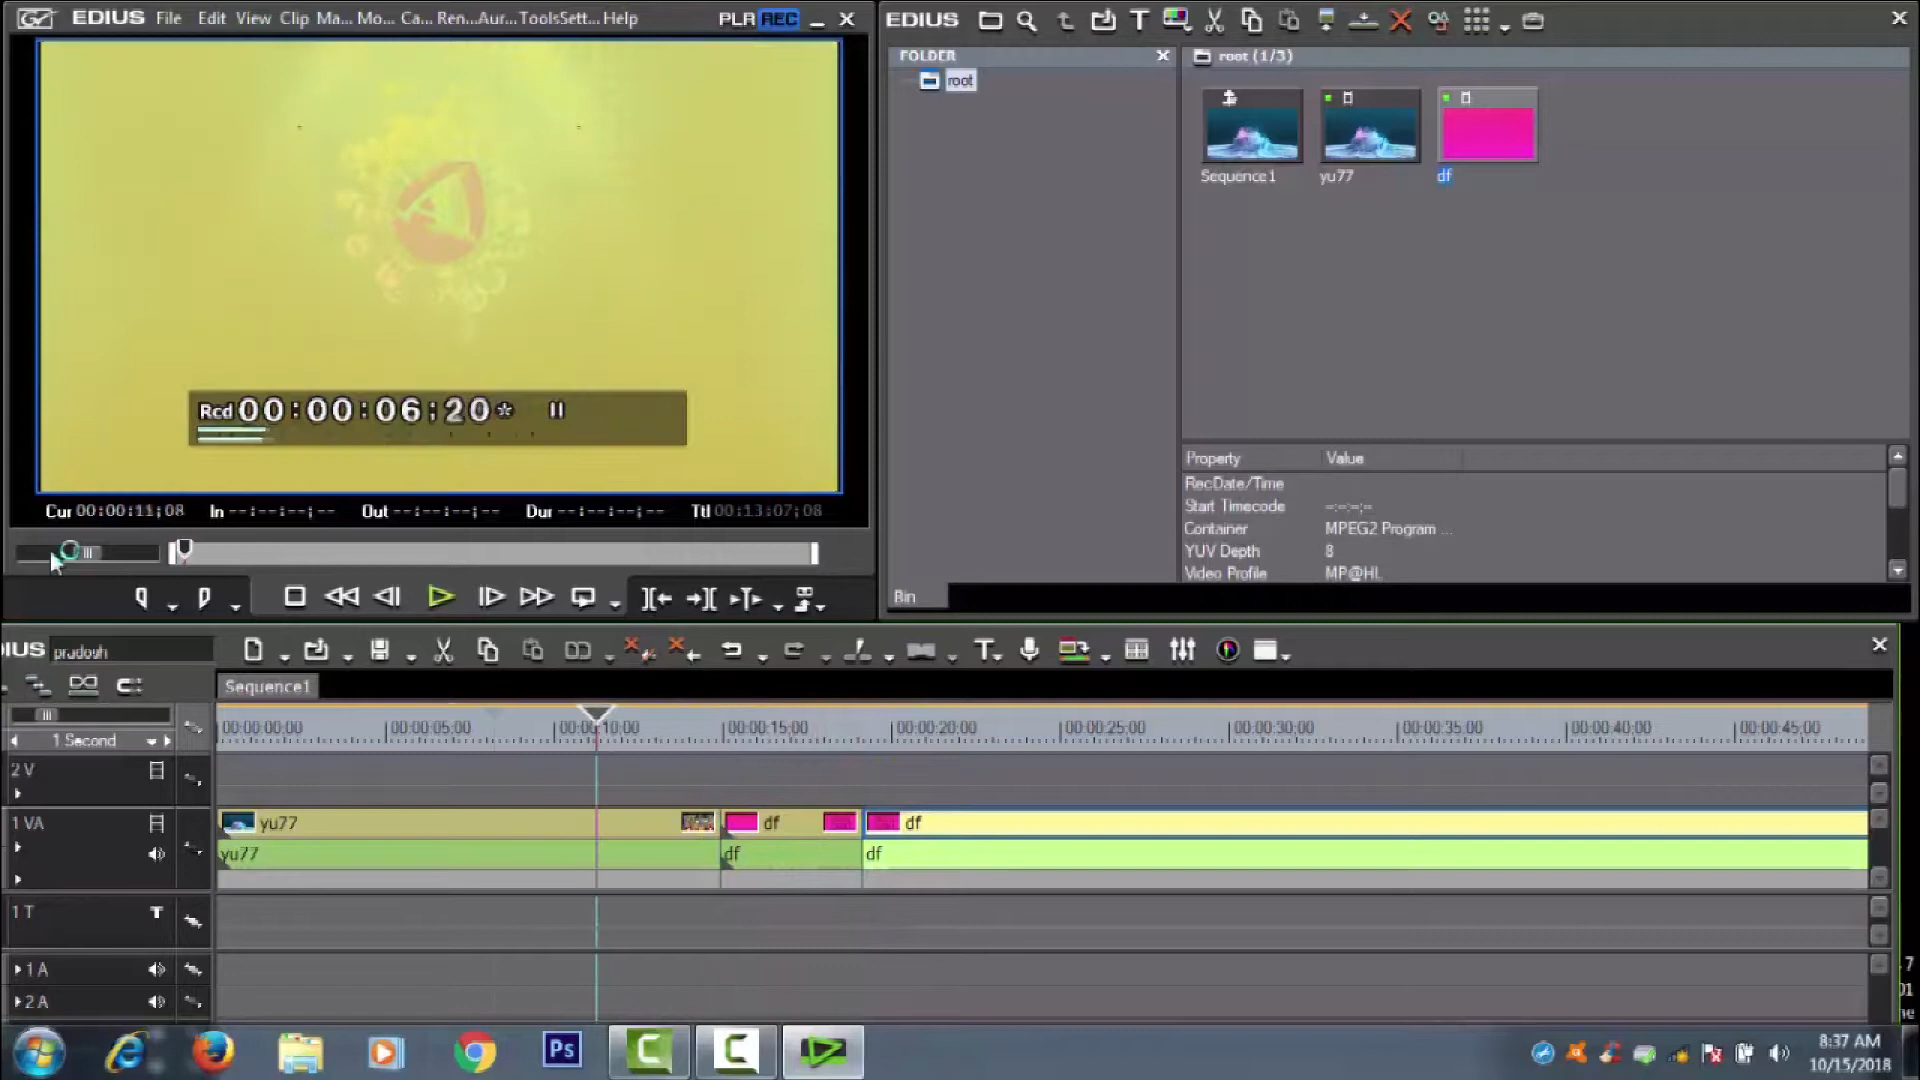 EDIUS File Edit View Clip Ma... Mo... Ca... Ren... Aur... Tools Sett... Help PLR REC
Rcd 00:00:06;20* II
Cur 00:00:11;08 In --:--:--;-- Out --:--:--;-- Dur --:--:--;-- Ttl 00:13:07;08
EDIUS
FOLDER
root
root (1/3)
Sequence1 yu77 df
Property Value
RecDate/Time
Start Timecode --:--:--;--
Container MPEG2 Program ...
YUV Depth 8
Video Profile MP@HL
Bin
DIUS pradouh
Sequence1
1 Second
00:00:00;00 00:00:05;00 00:00:10;00 00:00:15;00 00:00:20;00 00:00:25;00 00:00:30;00 00:00:35;00 00:00:40;00 00:00:45;00
2 V
1 VA yu77 df df
yu77 df df
1 T T
1 A
2 A
Ps
8:37 AM
10/15/2018